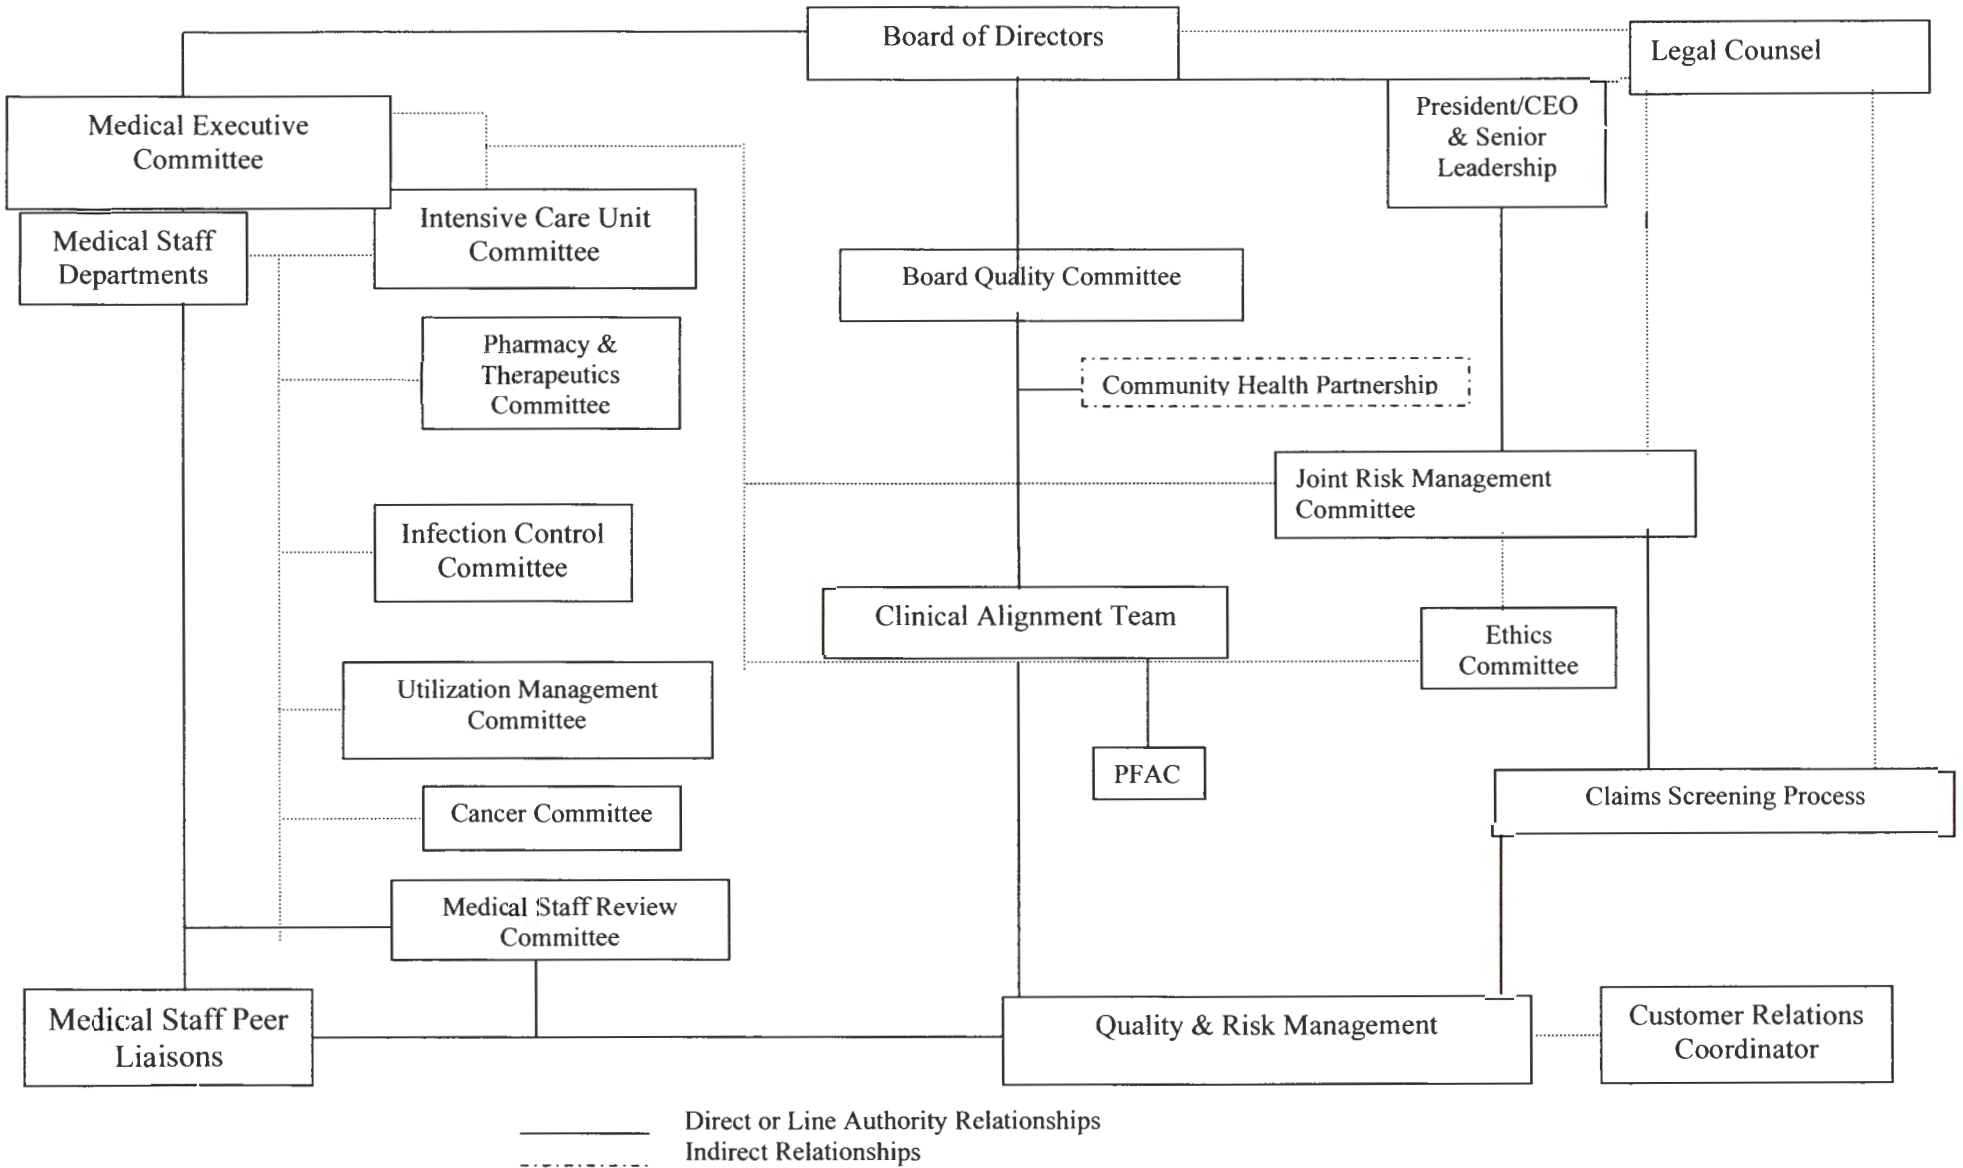 Board of Directors
Legal Counsel
Medical Executive
Committee
President/CEO
& Senior
Leadership
Medical Staff
Departments
Intensive Care Unit
Committee
Board Quality Committee
Pharmacy &
Therapeutics
Committee
Community Health Partnership
Joint Risk Management
Committee
Infection Control
Committee
Clinical Alignment Team
Ethics
Committee
Utilization Management
Committee
PFAC
Claims Screening Process
Cancer Committee
Medical Staff Review
Committee
Medical Staff Peer
Liaisons
Quality & Risk Management
Customer Relations
Coordinator
Direct or Line Authority Relationships
Indirect Relationships